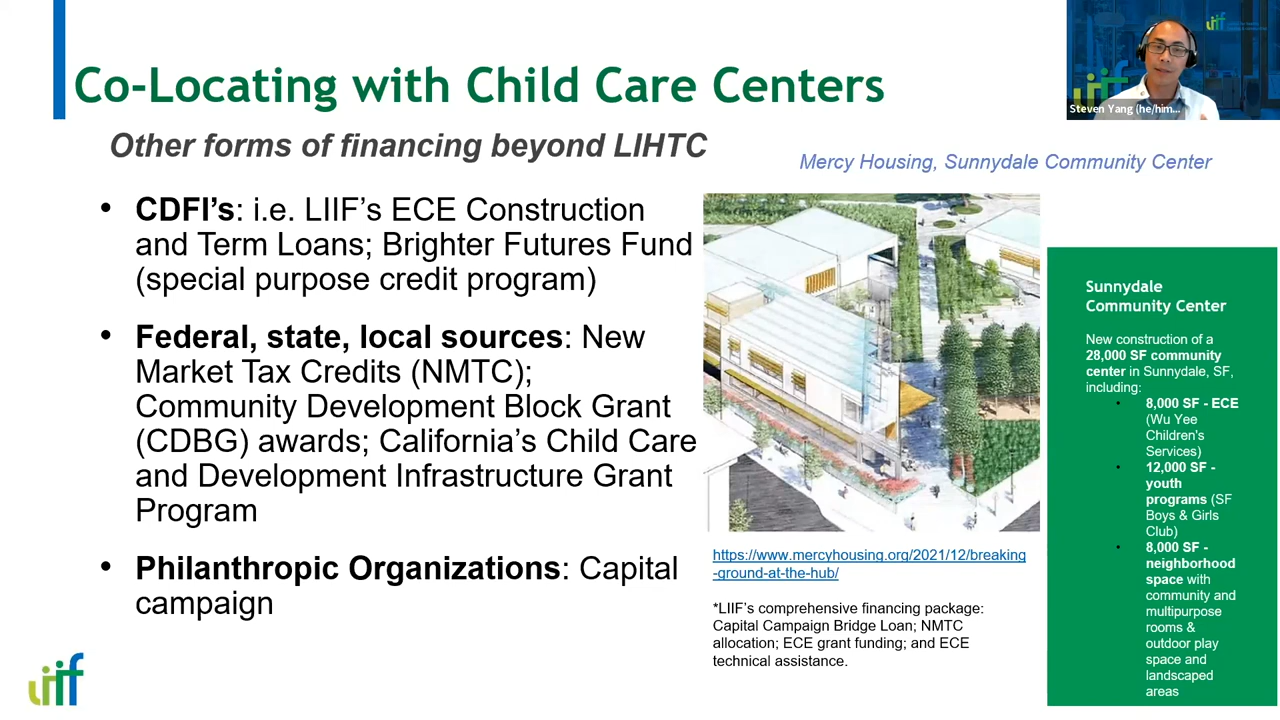 Co-Locating with Child Care Centers
Other forms of financing beyond LIHTC
• CDFI's: i.e. LIIF's ECE Construction
and Term Loans; Brighter Futures Fund
(special purpose credit program)
• Federal, state, local sources: New
Market Tax Credits (NMTC);
Community Development Block Grant
(CDBG) awards; California's Child Care
and Development Infrastructure Grant
Program
• Philanthropic Organizations: Capital
campaign
liif
Steven Yang (he/him...
Mercy Housing, Sunnydale Community Center
https://www.mercyhousing.org/2021/12/breaking
-ground-at-the-hub/
*LIIF's comprehensive financing package:
Capital Campaign Bridge Loan; NMTC
allocation; ECE grant funding; and ECE
technical assistance.
Sunnydale
Community Center
New construction of a
28,000 SF community
center in Sunnydale, SF,
including:
• 8,000 SF - ECE
(Wu Yee
Children's
Services)
• 12,000 SF -
youth
programs (SF
Boys & Girls
Club)
• 8,000 SF -
neighborhood
space with
community and
multipurpose
rooms &
outdoor play
space and
landscaped
areas